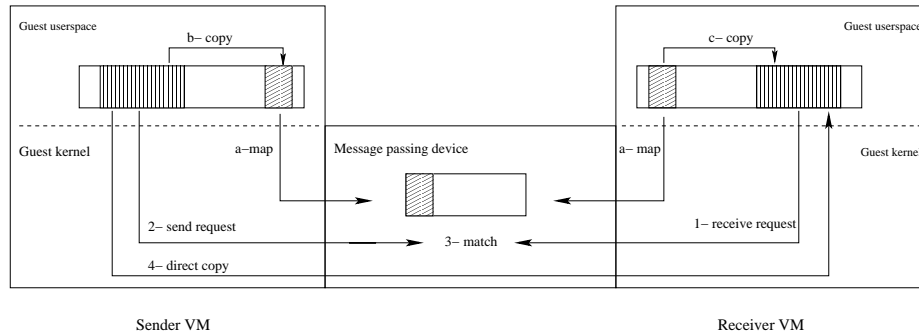 Guest userspace
Guest userspace
b– copy
c– copy
Guest kernel
Message passing device
Guest kernel
a–map
a– map
2– send request
3– match
1– receive request
4– direct copy
Sender VM
Receiver VM